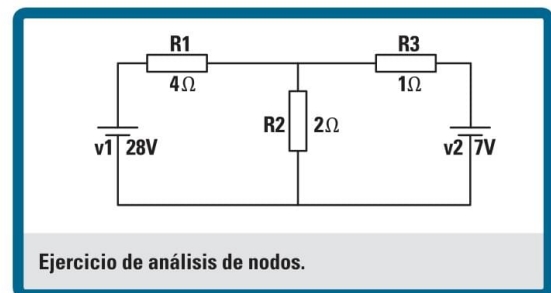 R1 R3
4Ω 1Ω
R2 2Ω
v1 28V v2 7V
Ejercicio de análisis de nodos.